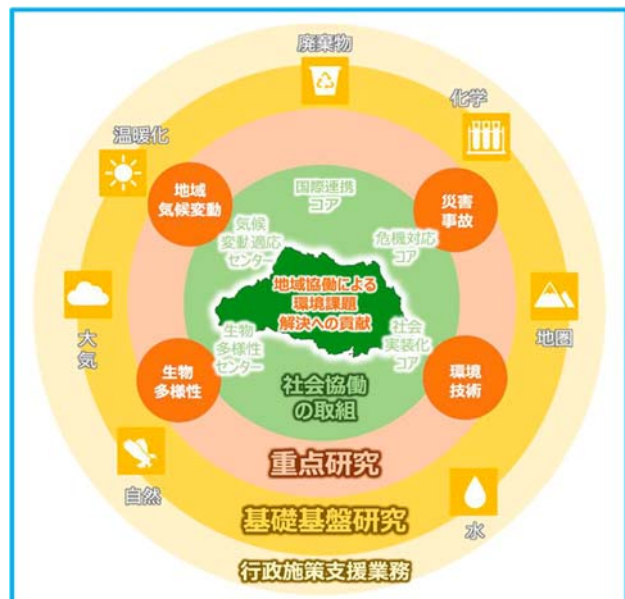 廃棄物
化学
温暖化
地域
気候変動
国際連携
コア
災害
事故
気候
変動適応
センター
危機対応
コア
地域協働による
環境課題
解決への貢献
大気
地圏
生物
多様性
センター
社会
実装化
コア
生物
多様性
環境
技術
社会協働
の取組
重点研究
自然
水
基礎基盤研究
行政施策支援業務